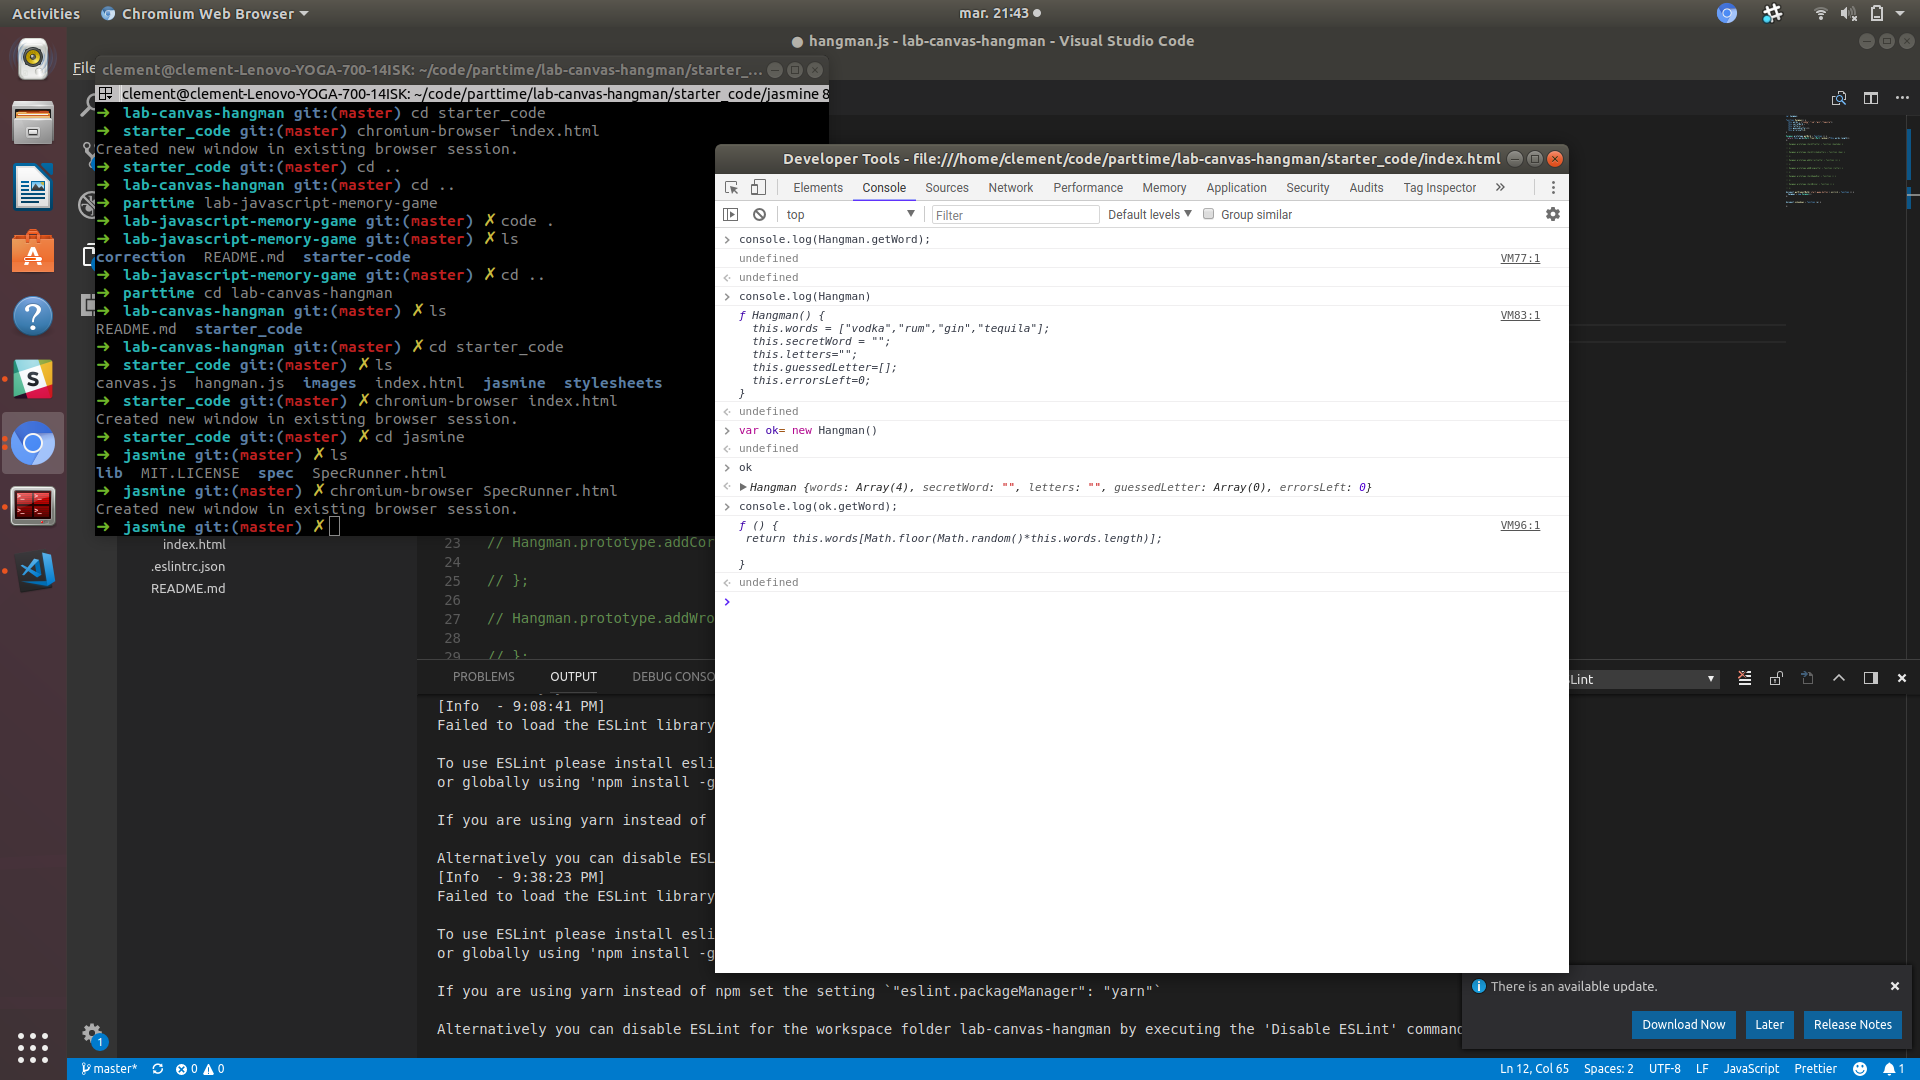 Activities
Chromium Web Browser
mar. 21:43
hangman.js - lab-canvas-hangman - Visual Studio Code
File
clement@clement-Lenovo-YOGA-700-14ISK: ~/code/parttime/lab-canvas-hangman/starter_...
clement@clement-Lenovo-YOGA-700-14ISK: ~/code/parttime/lab-canvas-hangman/starter_code/jasmine 8
➜ lab-canvas-hangman git:(master) cd starter_code
➜ starter_code git:(master) chromium-browser index.html
Created new window in existing browser session.
➜ starter_code git:(master) cd ..
➜ lab-canvas-hangman git:(master) cd ..
➜ parttime lab-javascript-memory-game
➜ lab-javascript-memory-game git:(master) ✗ code .
➜ lab-javascript-memory-game git:(master) ✗ ls
correction README.md starter-code
➜ lab-javascript-memory-game git:(master) ✗ cd ..
➜ parttime cd lab-canvas-hangman
➜ lab-canvas-hangman git:(master) ✗ ls
README.md starter_code
➜ lab-canvas-hangman git:(master) ✗ cd starter_code
➜ starter_code git:(master) ✗ ls
canvas.js hangman.js images index.html jasmine stylesheets
➜ starter_code git:(master) ✗ chromium-browser index.html
Created new window in existing browser session.
➜ starter_code git:(master) ✗ cd jasmine
➜ jasmine git:(master) ✗ ls
lib MIT.LICENSE spec SpecRunner.html
➜ jasmine git:(master) ✗ chromium-browser SpecRunner.html
Created new window in existing browser session.
➜ jasmine git:(master) ✗
index.html
.eslintrc.json
README.md
23 // Hangman.prototype.addCor
24
25 // };
26
27 // Hangman.prototype.addWro
28
29 // };
Developer Tools - file:///home/clement/code/parttime/lab-canvas-hangman/starter_code/index.html
Elements Console Sources Network Performance Memory Application Security Audits Tag Inspector »
top Filter Default levels Group similar
console.log(Hangman.getWord);
undefined VM77:1
undefined
console.log(Hangman)
ƒ Hangman() { VM83:1
this.words = ["vodka","rum","gin","tequila"];
this.secretWord = "";
this.letters="";
this.guessedLetter=[];
this.errorsLeft=0;
}
undefined
var ok= new Hangman()
undefined
ok
Hangman {words: Array(4), secretWord: "", letters: "", guessedLetter: Array(0), errorsLeft: 0}
console.log(ok.getWord);
ƒ () { VM96:1
return this.words[Math.floor(Math.random()*this.words.length)];
}
undefined
PROBLEMS OUTPUT DEBUG CONSO
Lint
[Info - 9:08:41 PM]
Failed to load the ESLint library
To use ESLint please install esli
or globally using 'npm install -g
If you are using yarn instead of
Alternatively you can disable ESL
[Info - 9:38:23 PM]
Failed to load the ESLint library
To use ESLint please install esli
or globally using 'npm install -g
If you are using yarn instead of npm set the setting `"eslint.packageManager": "yarn"`
Alternatively you can disable ESLint for the workspace folder lab-canvas-hangman by executing the 'Disable ESLint' command
There is an available update.
Download Now Later Release Notes
1
master* 0 0
Ln 12, Col 65 Spaces: 2 UTF-8 LF JavaScript Prettier 1